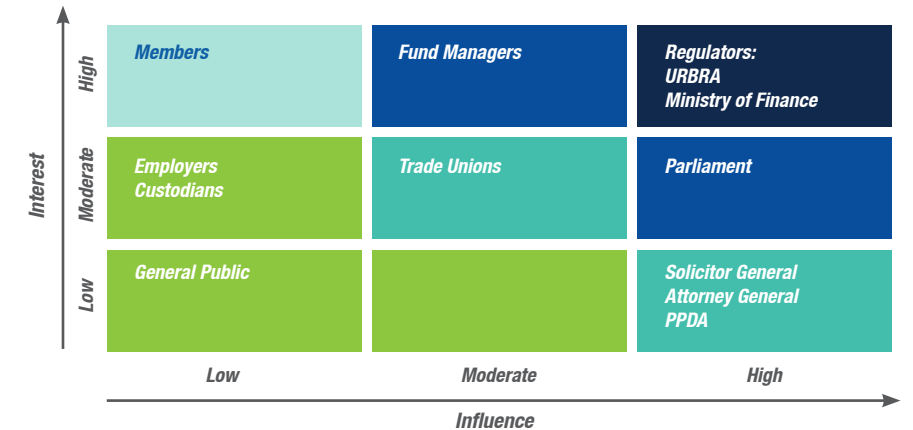 Interest
High
Moderate
Low
Members
Fund Managers
Regulators:
URBRA
Ministry of Finance
Employers
Custodians
Trade Unions
Parliament
General Public
Solicitor General
Attorney General
PPDA
Low
Moderate
High
Influence